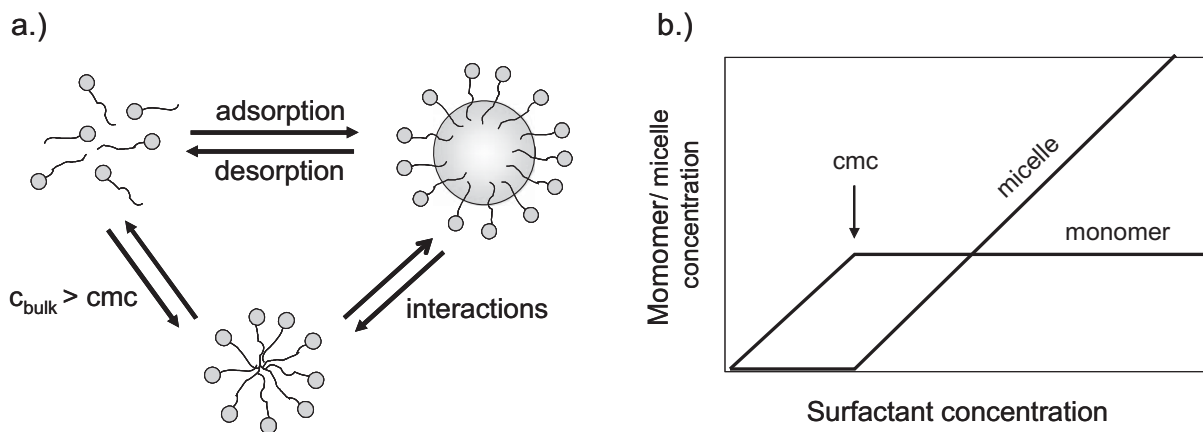 a.)
adsorption
desorption
c_bulk > cmc
interactions
b.)
Momomer/ micelle
concentration
cmc
micelle
monomer
Surfactant concentration